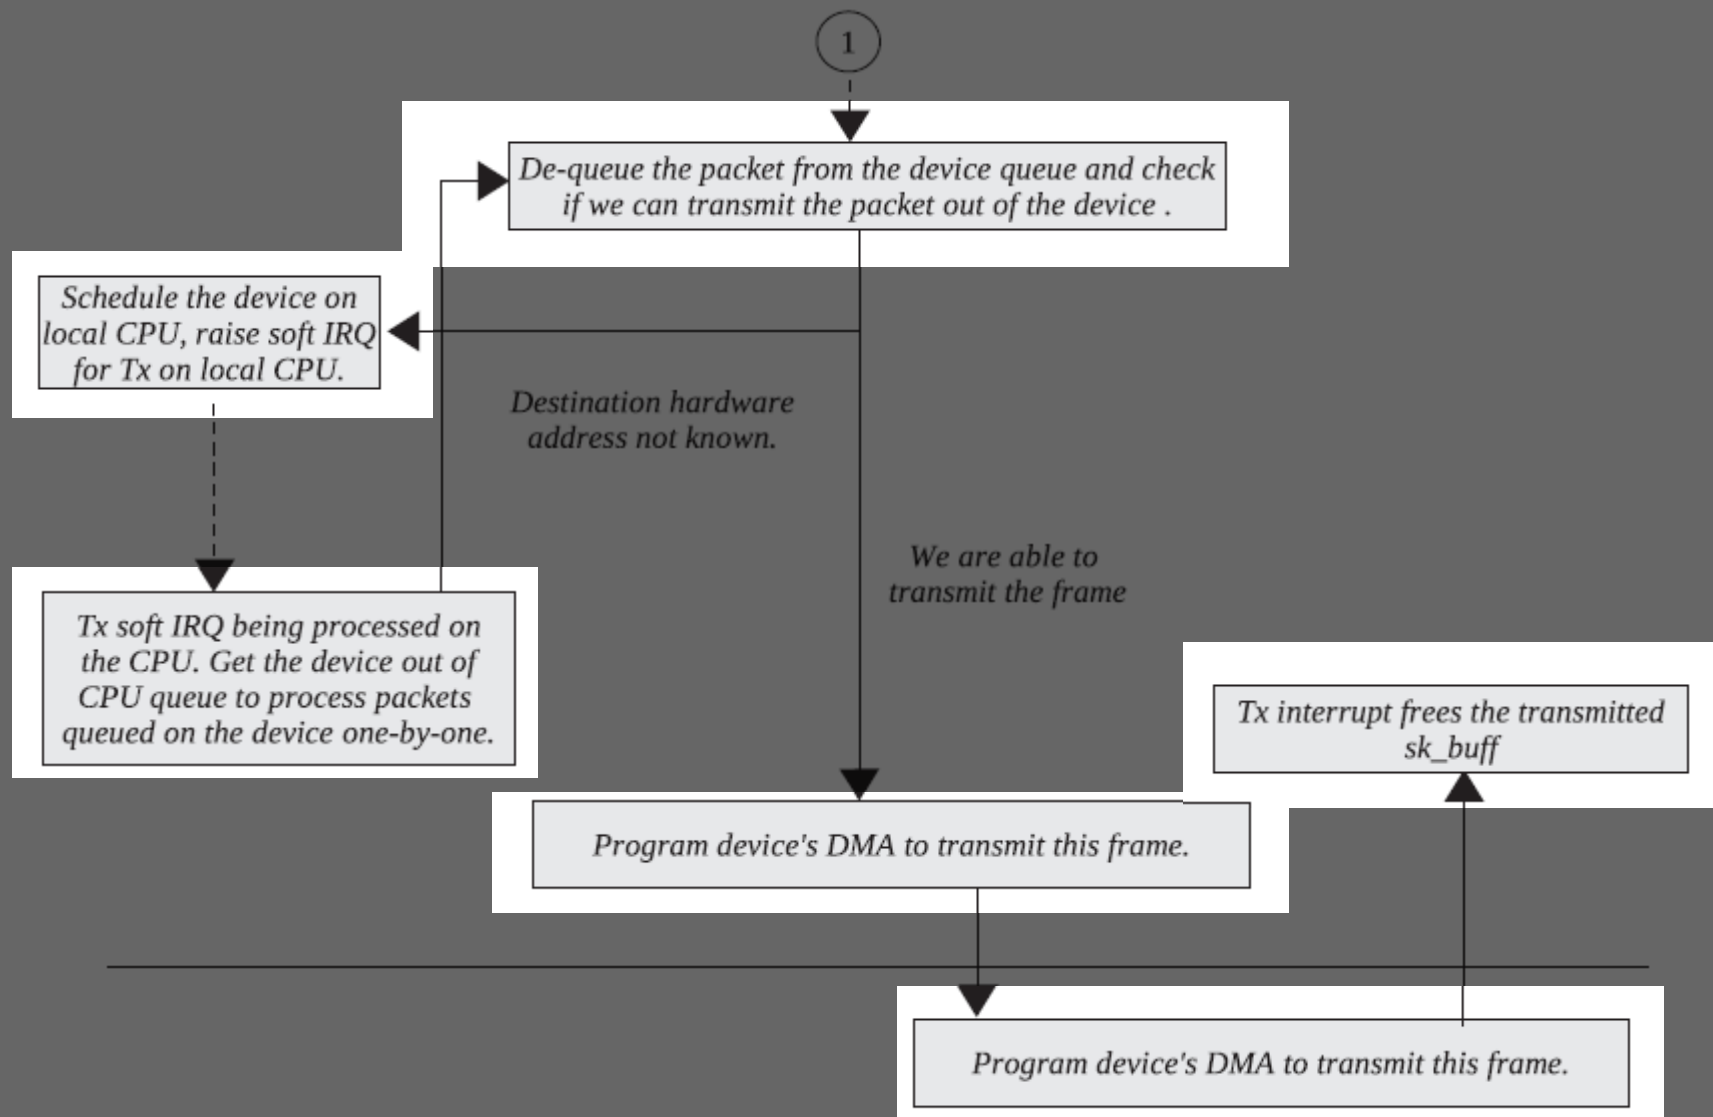 1
De-queue the packet from the device queue and check
if we can transmit the packet out of the device .
Schedule the device on
local CPU, raise soft IRQ
for Tx on local CPU.
Destination hardware
address not known.
We are able to
transmit the frame
Tx soft IRQ being processed on
the CPU. Get the device out of
CPU queue to process packets
queued on the device one-by-one.
Tx interrupt frees the transmitted
sk_buff
Program device's DMA to transmit this frame.
Program device's DMA to transmit this frame.